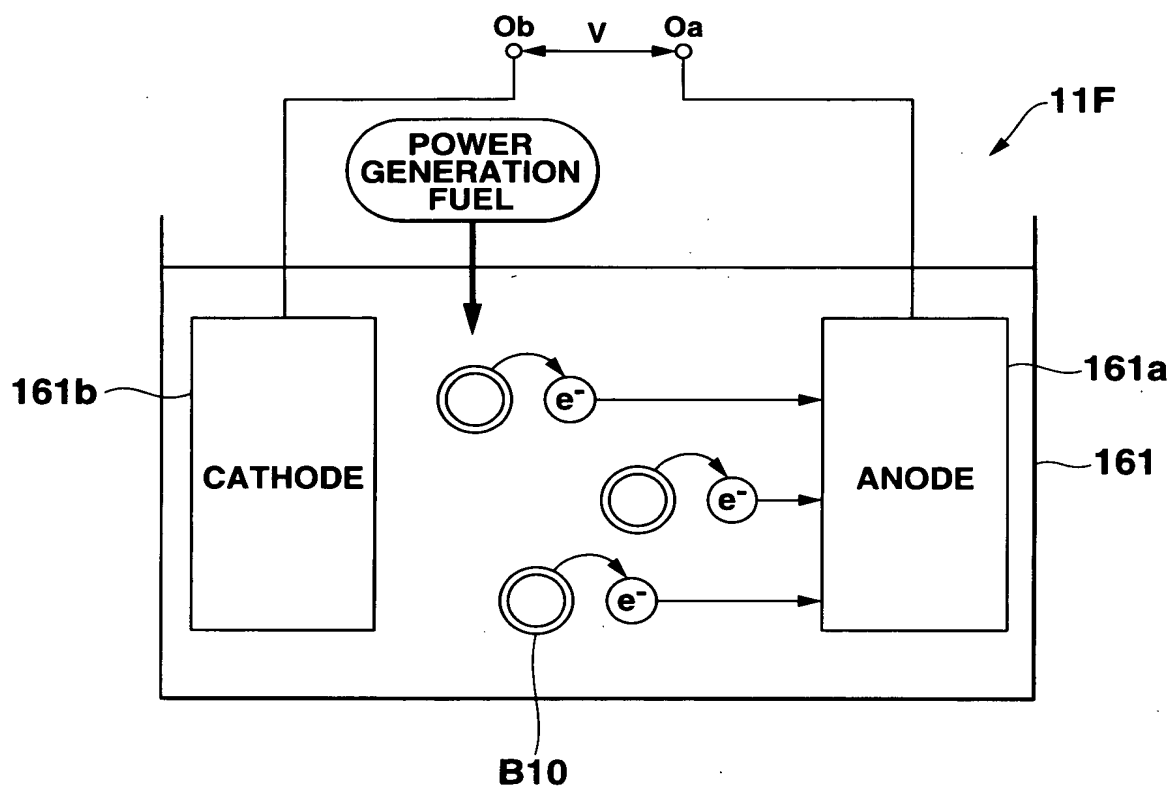 Ob V Oa
11F
POWER
GENERATION
FUEL
161b
161a
e-
CATHODE
ANODE
161
e-
e-
B10